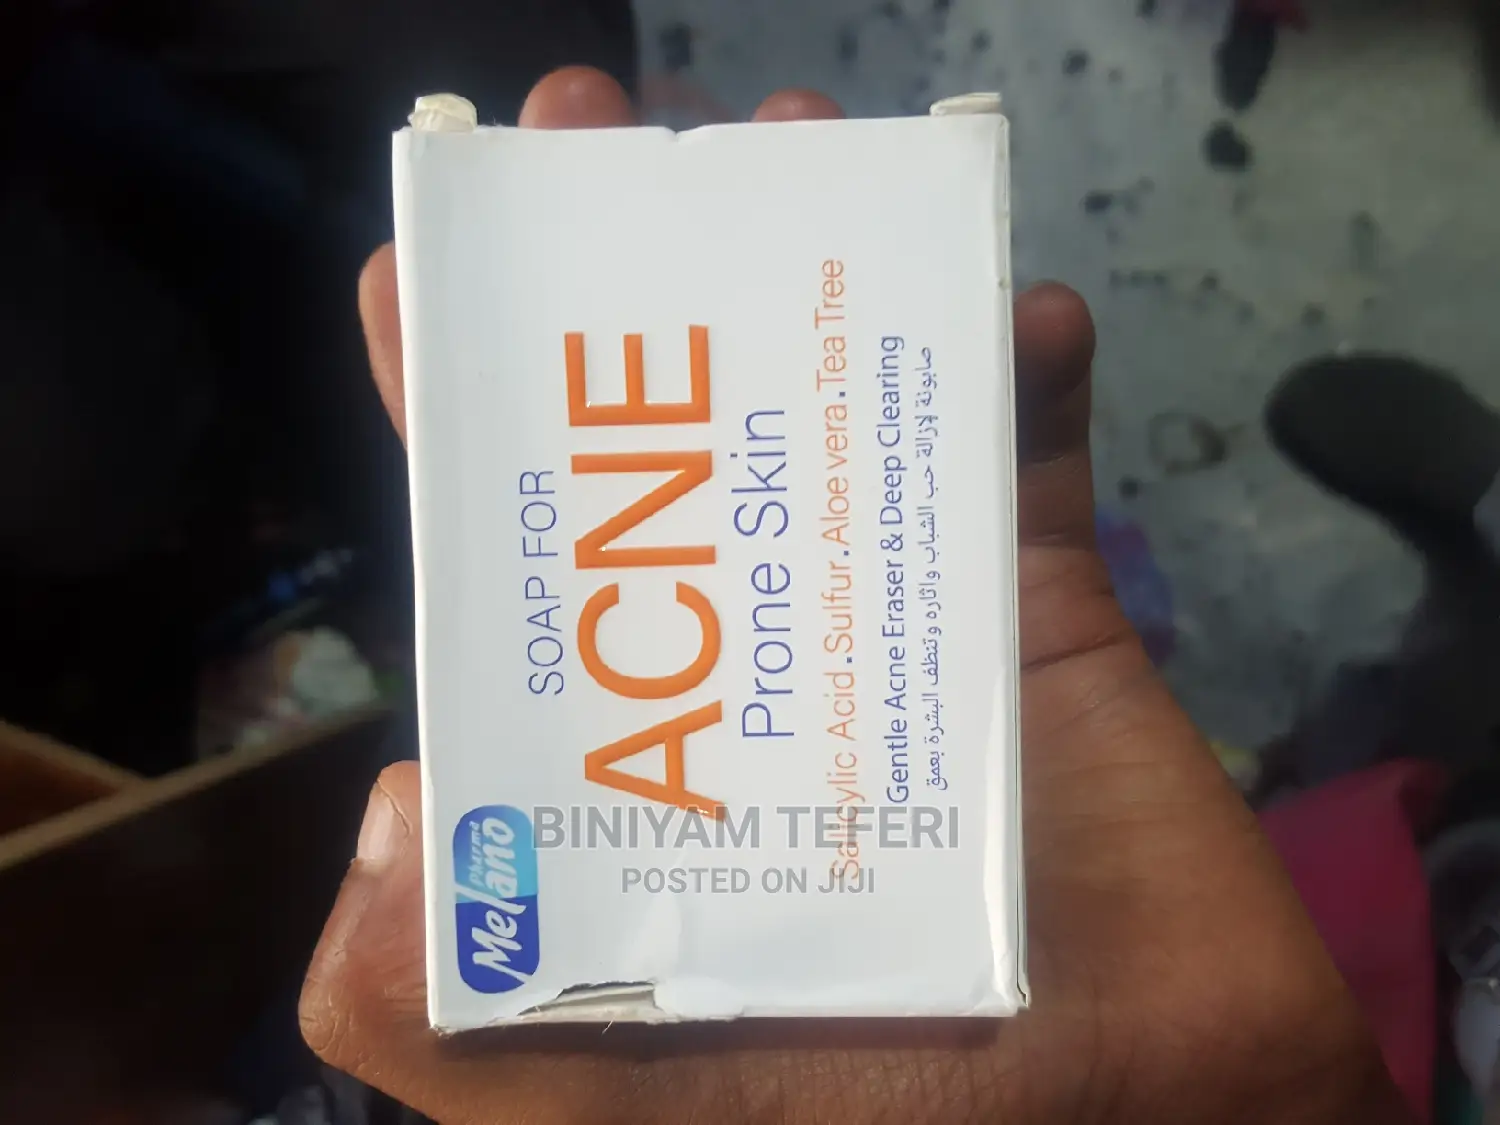 Melano
Pharma
SOAP FOR
ACNE
Prone Skin
Salicylic Acid.Sulfur.Aloe vera.Tea Tree
Gentle Acne Eraser & Deep Clearing
صابونة لإزالة حب الشباب واثاره وتنظف البشرة بعمق
BINIYAM TEFERI
POSTED ON JIJI